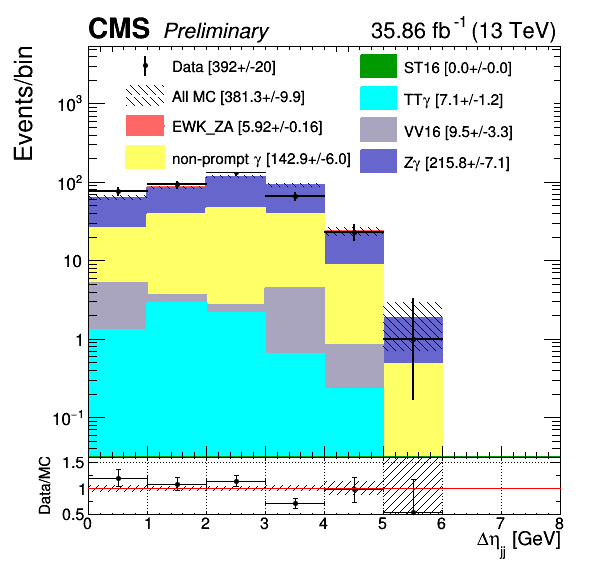 CMS Preliminary 35.86 fb⁻¹ (13 TeV)
Events/bin
Data [392+/-20]
All MC [381.3+/-9.9]
EWK_ZA [5.92+/-0.16]
non-prompt γ [142.9+/-6.0]
ST16 [0.0+/-0.0]
TTγ [7.1+/-1.2]
VV16 [9.5+/-3.3]
Zγ [215.8+/-7.1]
10³
10²
10
1
10⁻¹
Data/MC
1.5
1
0.5
0 1 2 3 4 5 6 7 8
Δη_jj [GeV]